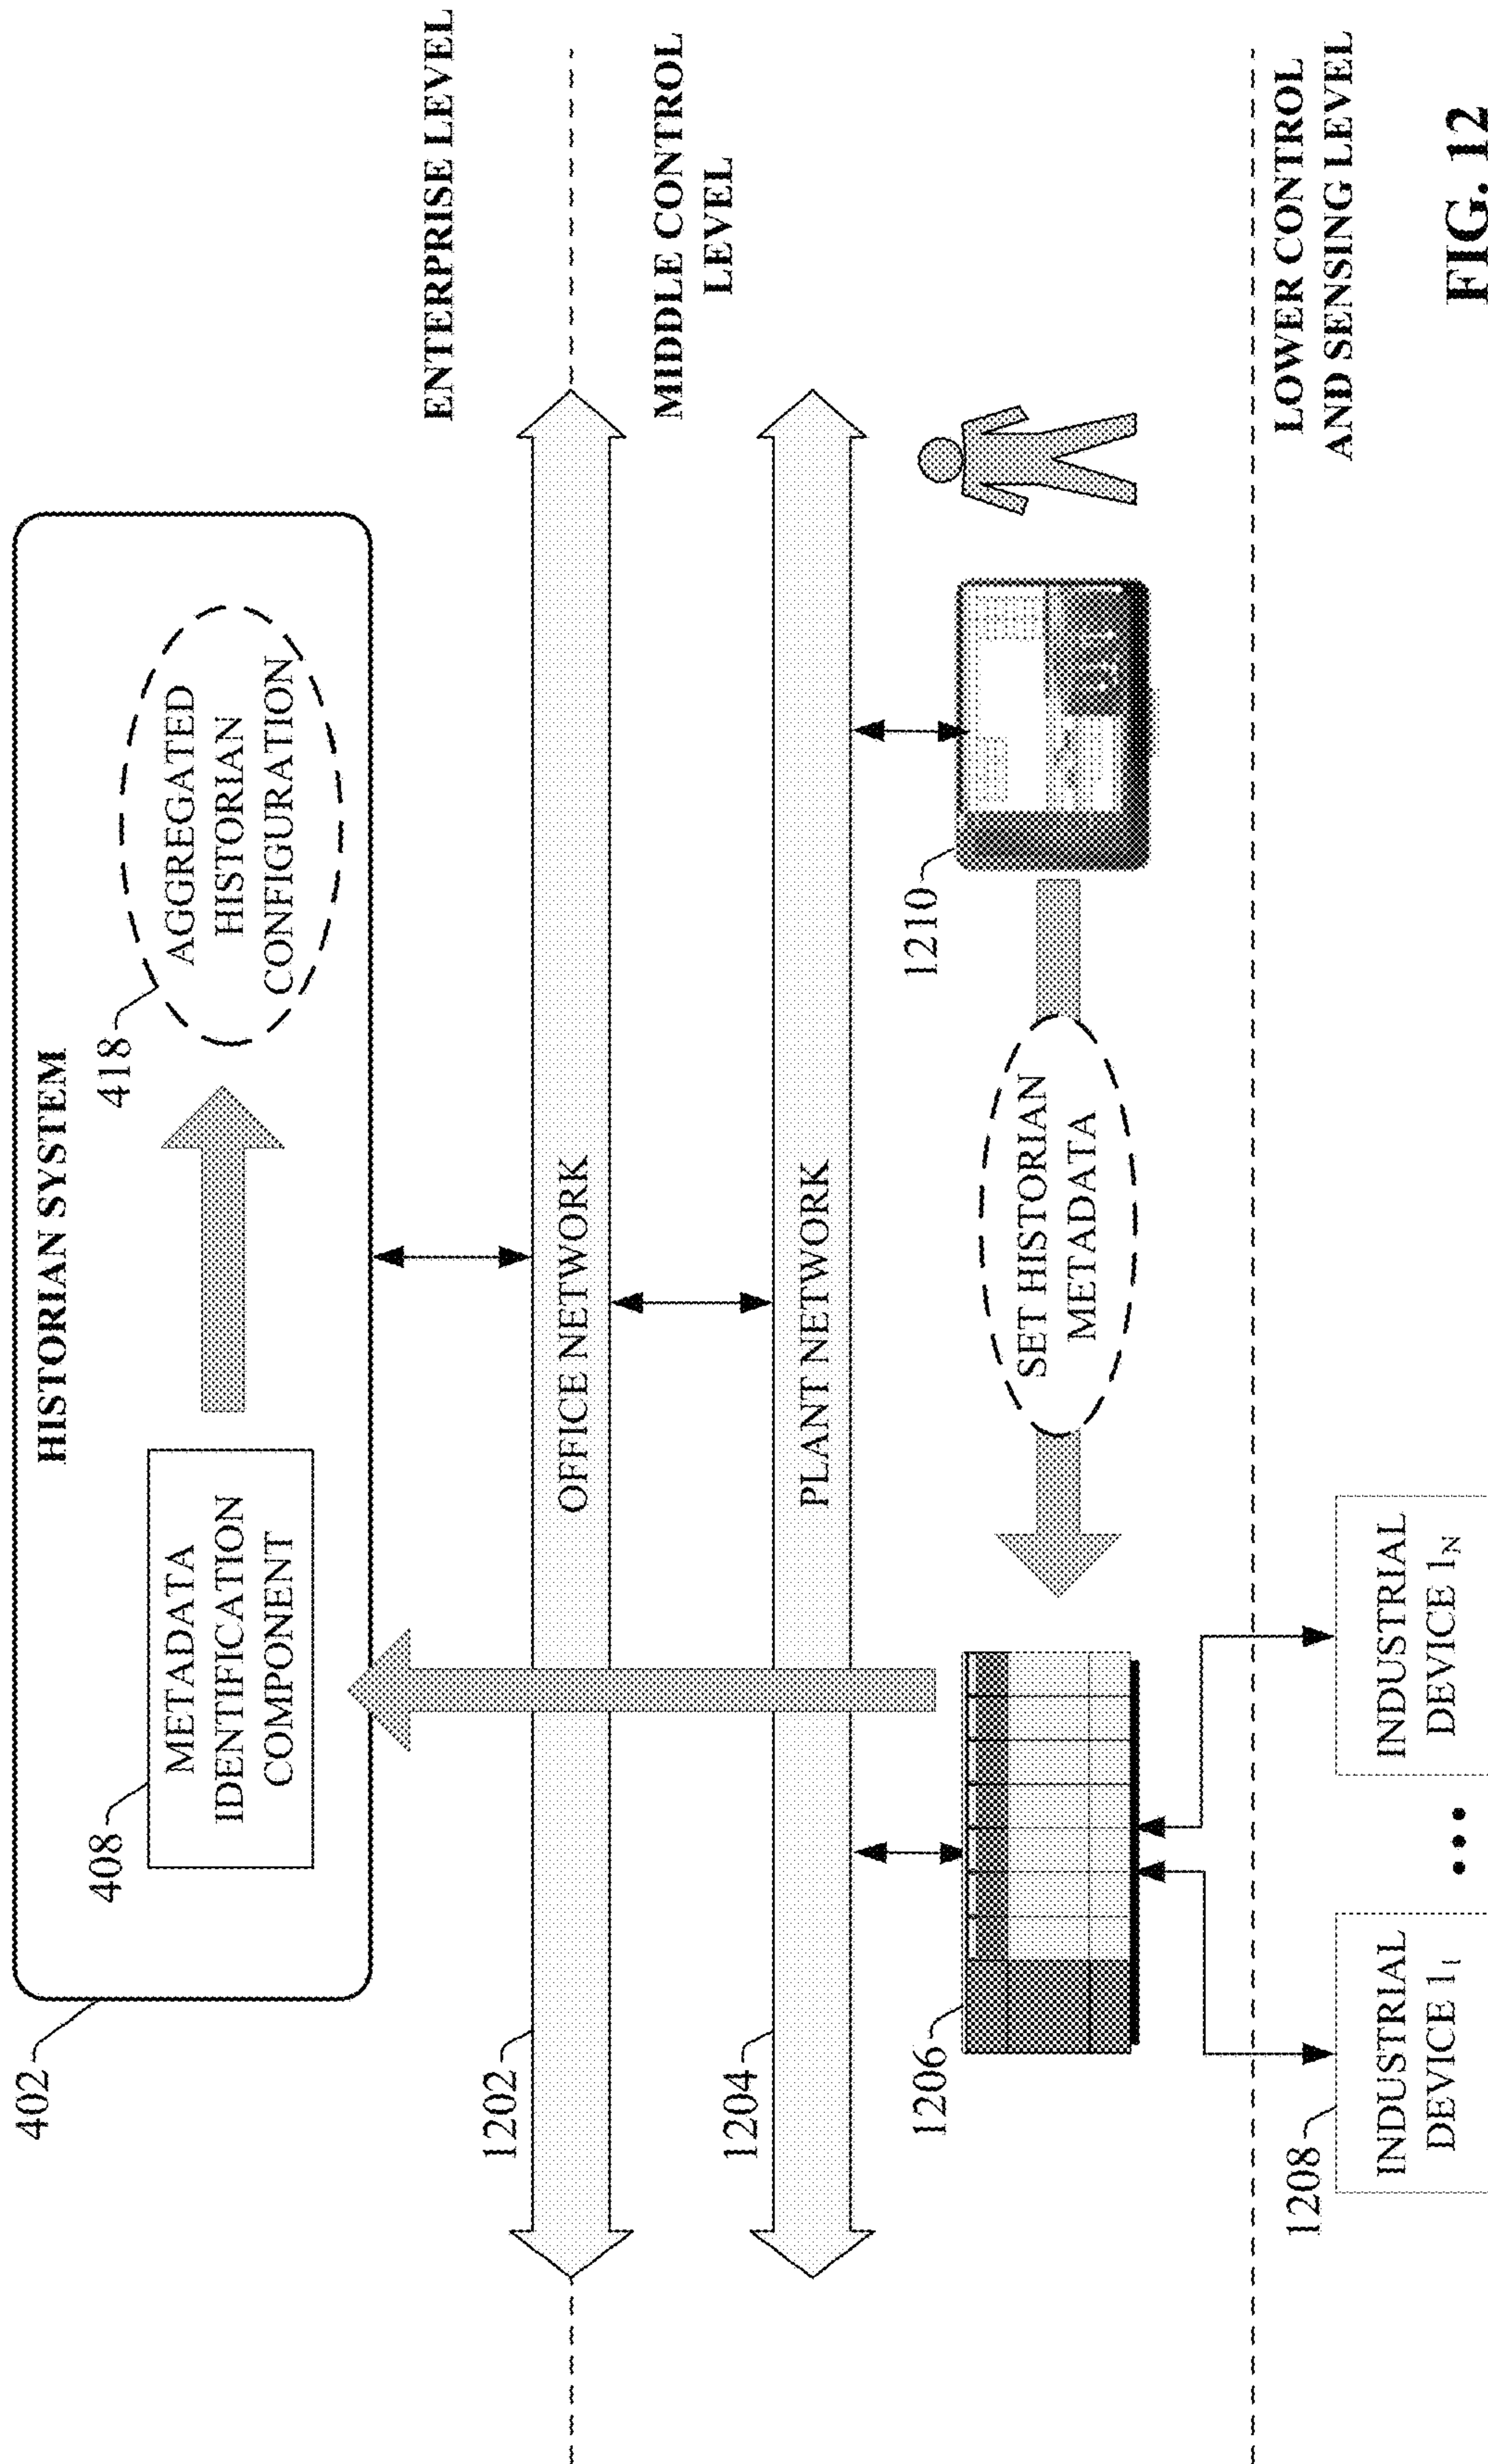 402
HISTORIAN SYSTEM
408
METADATA
IDENTIFICATION
COMPONENT
418
AGGREGATED
HISTORIAN
CONFIGURATION
ENTERPRISE LEVEL
1202
OFFICE NETWORK
MIDDLE CONTROL
LEVEL
1204
PLANT NETWORK
1206
SET HISTORIAN
METADATA
1210
LOWER CONTROL
AND SENSING LEVEL
1208
INDUSTRIAL
DEVICE 1₁
• • •
INDUSTRIAL
DEVICE 1N
FIG. 12